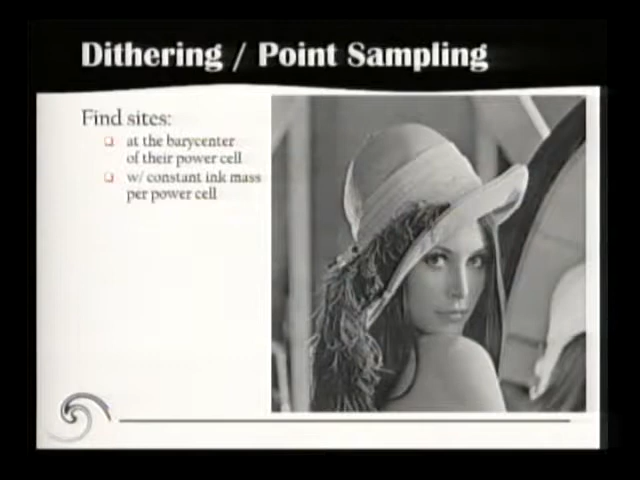 Dithering / Point Sampling
Find sites:
at the barycenter
of their power cell
w/ constant ink mass
per power cell